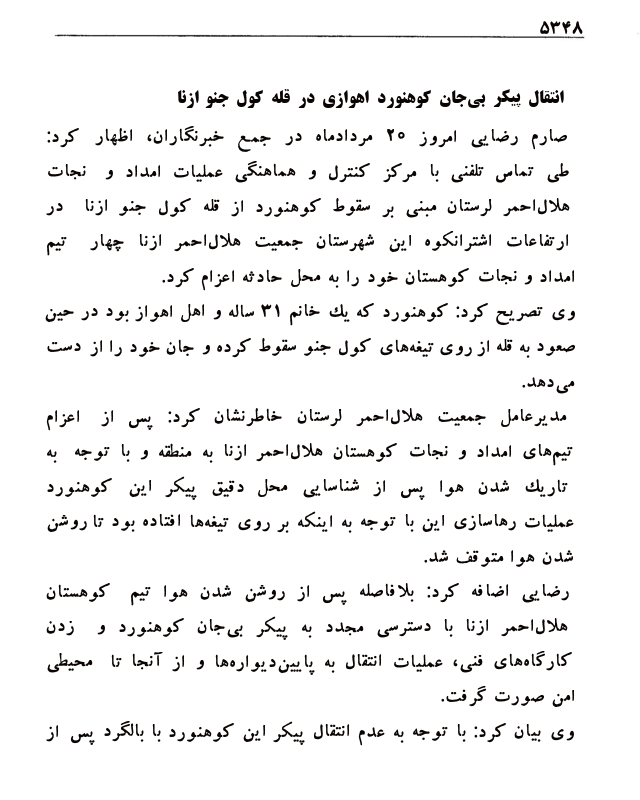 ۵۳۴۸
انتقال پیکر بی‌جان کوهنورد اهوازی در قله کول جنو ازنا
صارم رضایی امروز ۲۵ مردادماه در جمع خبرنگاران، اظهار کرد:
طی تماس تلفنی با مرکز کنترل و هماهنگی عملیات امداد و نجات
هلال‌احمر لرستان مبنی بر سقوط کوهنورد از قله کول جنو ازنا در
ارتفاعات اشترانکوه این شهرستان جمعیت هلال‌احمر ازنا چهار تیم
امداد و نجات کوهستان خود را به محل حادثه اعزام کرد.
وی تصریح کرد: کوهنورد که یك خانم ۳۱ ساله و اهل اهواز بود در حین
صعود به قله از روی تیغه‌های کول جنو سقوط کرده و جان خود را از دست
می‌دهد.
مدیرعامل جمعیت هلال‌احمر لرستان خاطرنشان کرد: پس از اعزام
تیم‌های امداد و نجات کوهستان هلال‌احمر ازنا به منطقه و با توجه به
تاریك شدن هوا پس از شناسایی محل دقیق پیکر این کوهنورد
عملیات رهاسازی این با توجه به اینکه بر روی تیغه‌ها افتاده بود تا روشن
شدن هوا متوقف شد.
رضایی اضافه کرد: بلافاصله پس از روشن شدن هوا تیم کوهستان
هلال‌احمر ازنا با دسترسی مجدد به پیکر بی‌جان کوهنورد و زدن
کارگاه‌های فنی، عملیات انتقال به پایین‌دیواره‌ها و از آنجا تا محیطی
امن صورت گرفت.
وی بیان کرد: با توجه به عدم انتقال پیکر این کوهنورد با بالگرد پس از